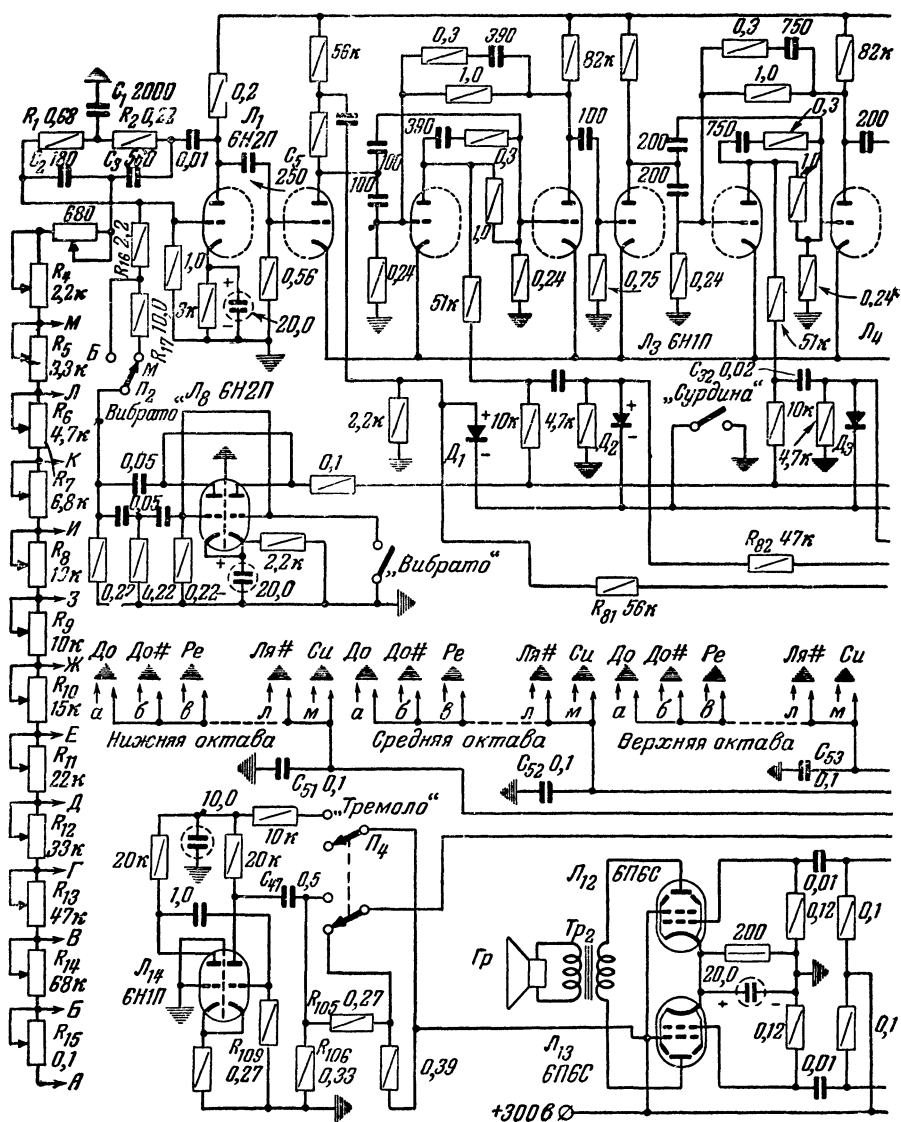 56к
0,3
390
1,0
82к
0,3
750
1,0
82к
C1 2000
R1 0,68
R2 0,22
0,2
Л1
6Н2П
C2 180
C3
0,01
C5
250
390
0,3
100
100
100
200
200
750
0,3
200
1,0
680
R16 2,2
1,0
1,0
R4
2,2к
3к
20,0
0,56
0,24
51к
0,24
0,75
0,24
0,24
51к
М
R5
3,3к
Б
R17 10,0
М
П2
Л3 6Н1П
Л4
C32 0,02
„Сурдина“
Л
R6
4,7к
Вибрато
„Л8 6Н2П
2,2к
Д1
10к
4,7к
Д2
10к
4,7к
Д3
К
R7
6,8к
0,05
0,1
И
R8
0,05
2,2к
„Вибрато“
R82 47к
0,22
0,22
20,0
R81 56к
З
R9
10к
До До# Ре Ля# Си До До# Ре Ля# Си До До# Ре Ля# Си
Ж
R10
15к
а б в л м а б в л м а б в л м
Нижняя октава
Средняя октава
Верхняя октава
Е
R11
22к
C51 0,1
C52 0,1
C53
0,1
Д
R12
33к
10,0
10к
„Тремоло“
П4
20к
20к
Г
R13
47к
1,0
C47
0,5
Л12 6П6С
0,01
0,12
0,1
В
R14
68к
Л14
6Н1П
Гр
Тр2
200
20,0
Б
R15
0,1
R109
0,27
R105 0,27
R106
0,33
0,39
Л13
6П6С
0,12
0,1
0,01
А
+300в